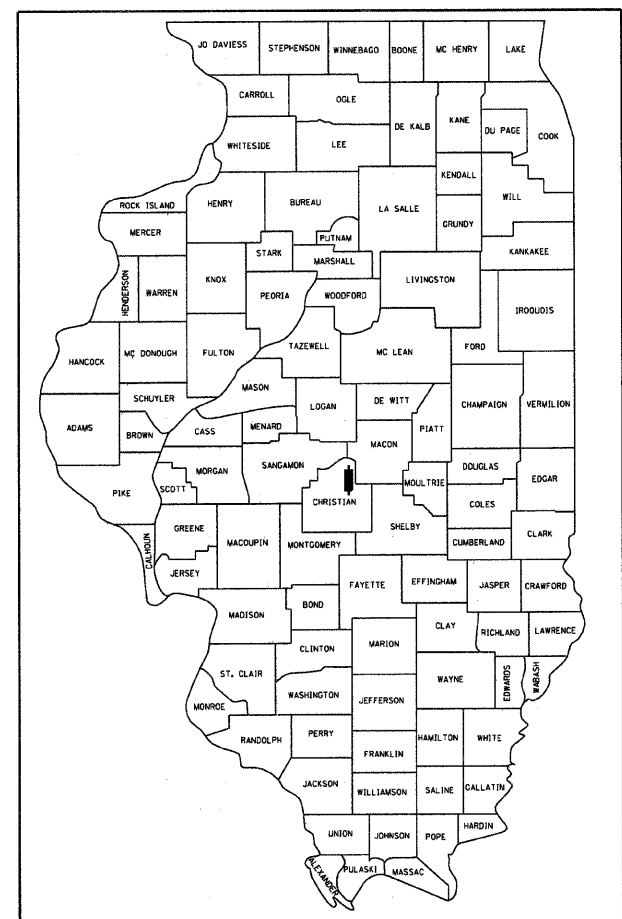 JO DAVIESS
STEPHENSON
WINNEBAGO
BOONE
MC HENRY
LAKE
CARROLL
OGLE
DE KALB
KANE
DU PAGE
COOK
WHITESIDE
LEE
KENDALL
WILL
ROCK ISLAND
HENRY
BUREAU
LA SALLE
GRUNDY
MERCER
PUTNAM
STARK
MARSHALL
KANKAKEE
HENDERSON
WARREN
KNOX
PEORIA
WOODFORD
LIVINGSTON
IROQUOIS
HANCOCK
MC DONOUGH
FULTON
TAZEWELL
MC LEAN
FORD
MASON
SCHUYLER
LOGAN
DE WITT
CHAMPAIGN
VERMILION
ADAMS
BROWN
CASS
MENARD
MACON
PIATT
PIKE
SCOTT
MORGAN
SANGAMON
CHRISTIAN
MOULTRIE
DOUGLAS
EDGAR
COLES
CALHOUN
GREENE
MACOUPIN
MONTGOMERY
SHELBY
CUMBERLAND
CLARK
JERSEY
FAYETTE
EFFINGHAM
JASPER
CRAWFORD
MADISON
BOND
CLAY
RICHLAND
LAWRENCE
CLINTON
MARION
ST. CLAIR
WAYNE
EDWARDS
WABASH
MONROE
WASHINGTON
JEFFERSON
RANDOLPH
PERRY
HAMILTON
WHITE
FRANKLIN
JACKSON
WILLIAMSON
SALINE
GALLATIN
UNION
JOHNSON
POPE
HARDIN
ALEXANDER
PULASKI
MASSAC